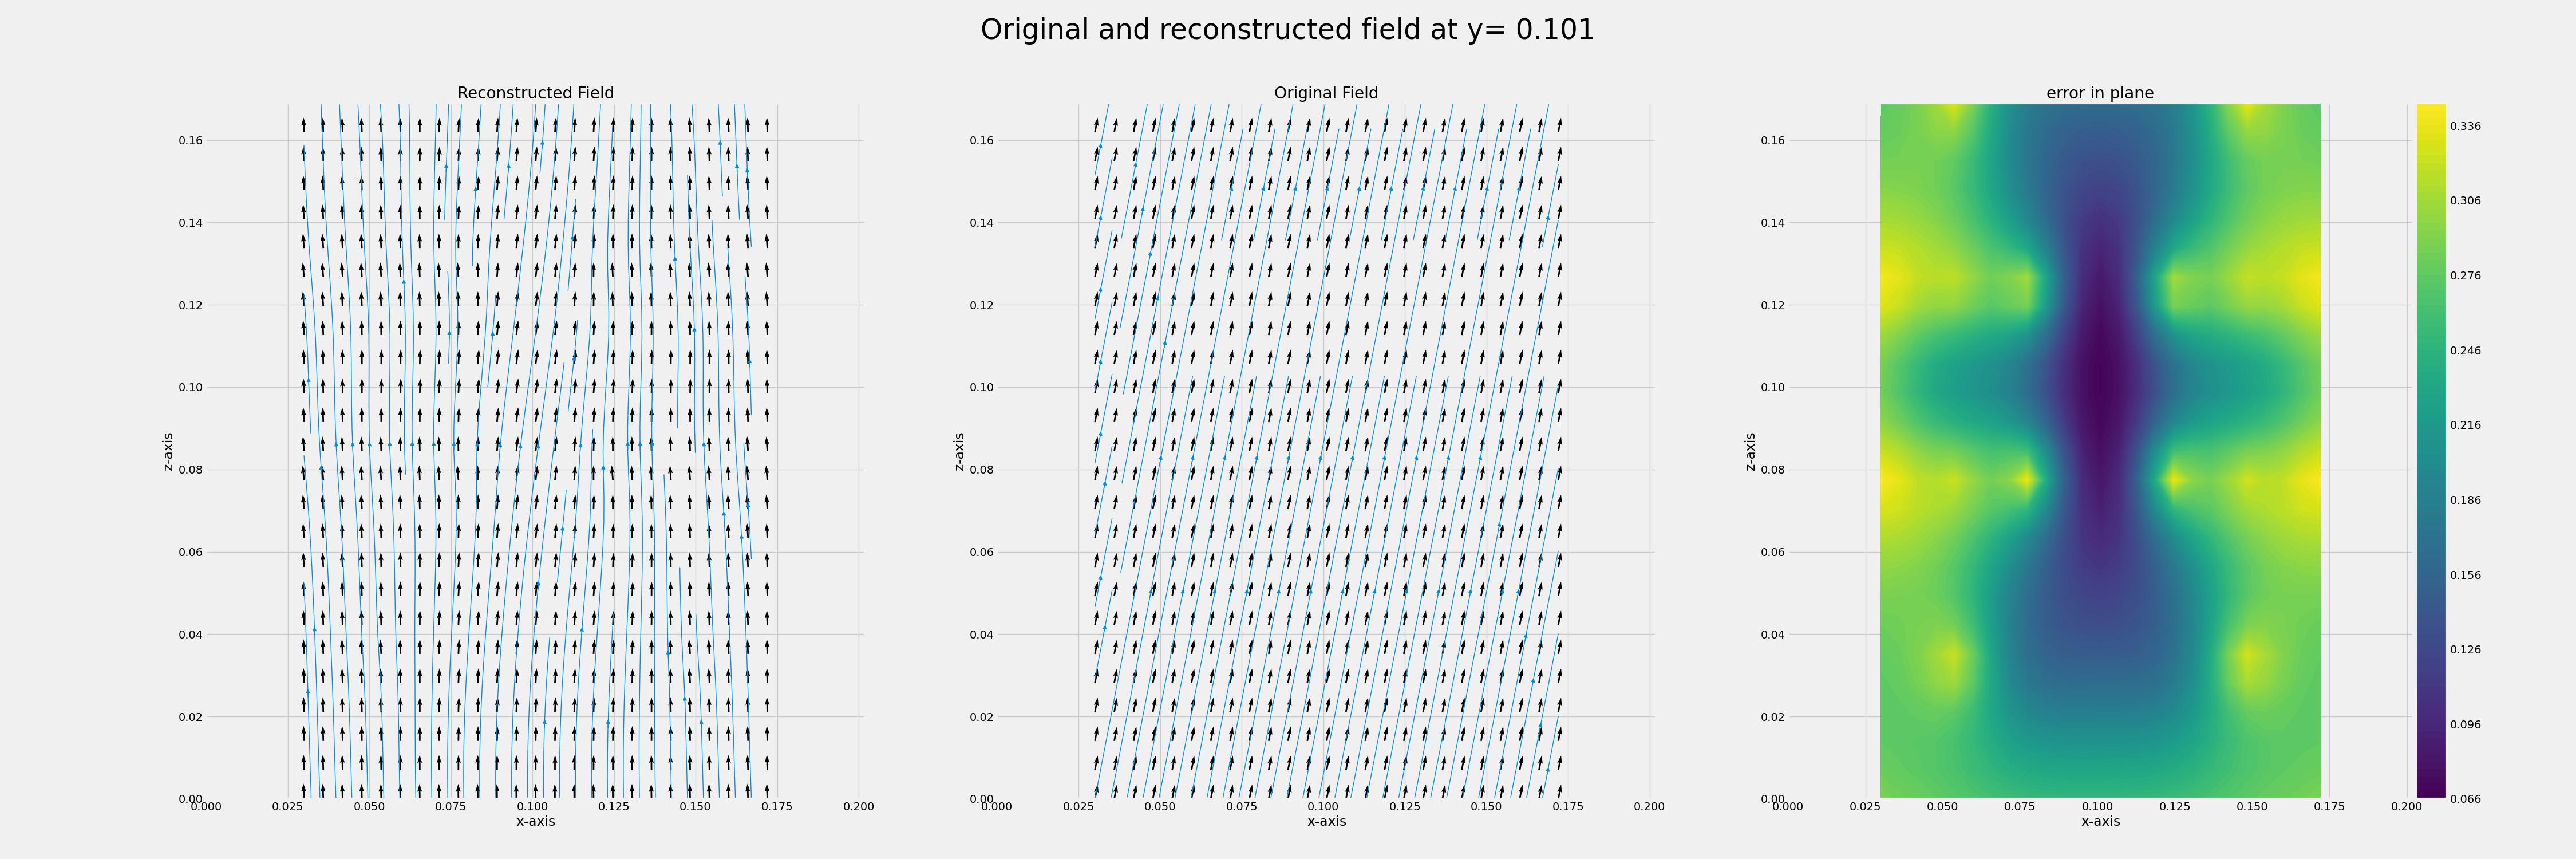 Original and reconstructed field at y= 0.101
Reconstructed Field
0.16
0.14
0.12
0.10
0.08
0.06
0.04
0.02
0.00
z-axis
0.000 0.025 0.050 0.075 0.100 0.125 0.150 0.175 0.200
x-axis
Original Field
0.16
0.14
0.12
0.10
0.08
0.06
0.04
0.02
0.00
z-axis
0.000 0.025 0.050 0.075 0.100 0.125 0.150 0.175 0.200
x-axis
error in plane
0.16
0.14
0.12
0.10
0.08
0.06
0.04
0.02
0.00
z-axis
0.000 0.025 0.050 0.075 0.100 0.125 0.150 0.175 0.200
x-axis
0.336
0.306
0.276
0.246
0.216
0.186
0.156
0.126
0.096
0.066